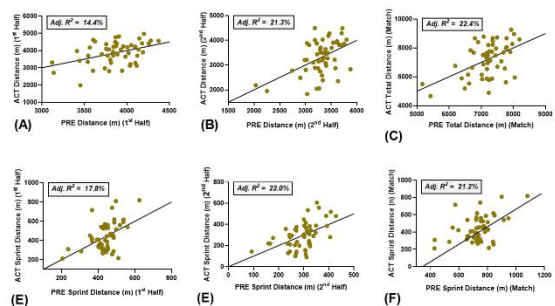 Adj. R² = 14.4%
ACT Distance (m) (1st Half)
5000
4000
3000
2000
1000
3000
3500
4000
4500
PRE Distance (m) (1st Half)
(A)
Adj. R² = 21.3%
ACT Distance (m) (2nd Half)
5000
4000
3000
2000
1500
2000
2500
3000
3500
4000
PRE Distance (m) (2nd Half)
(B)
Adj. R² = 22.4%
ACT Total Distance (m) (Match)
10000
8000
6000
4000
5000
6000
7000
8000
9000
PRE Total Distance (m) (Match)
(C)
Adj. R² = 17.8%
ACT Sprint Distance (m) (1st Half)
1000
800
600
400
200
0
200
400
600
800
PRE Sprint Distance (m) (1st Half)
(E)
Adj. R² = 22.0%
ACT Sprint Distance (m) (2nd Half)
800
600
400
200
0
0
100
200
300
400
500
PRE Sprint Distance (m) (2nd Half)
(E)
Adj. R² = 21.2%
ACT Sprint Distance (m) (Match)
1000
800
600
400
200
0
400
600
800
1000
1200
PRE Sprint Distance (m) (Match)
(F)